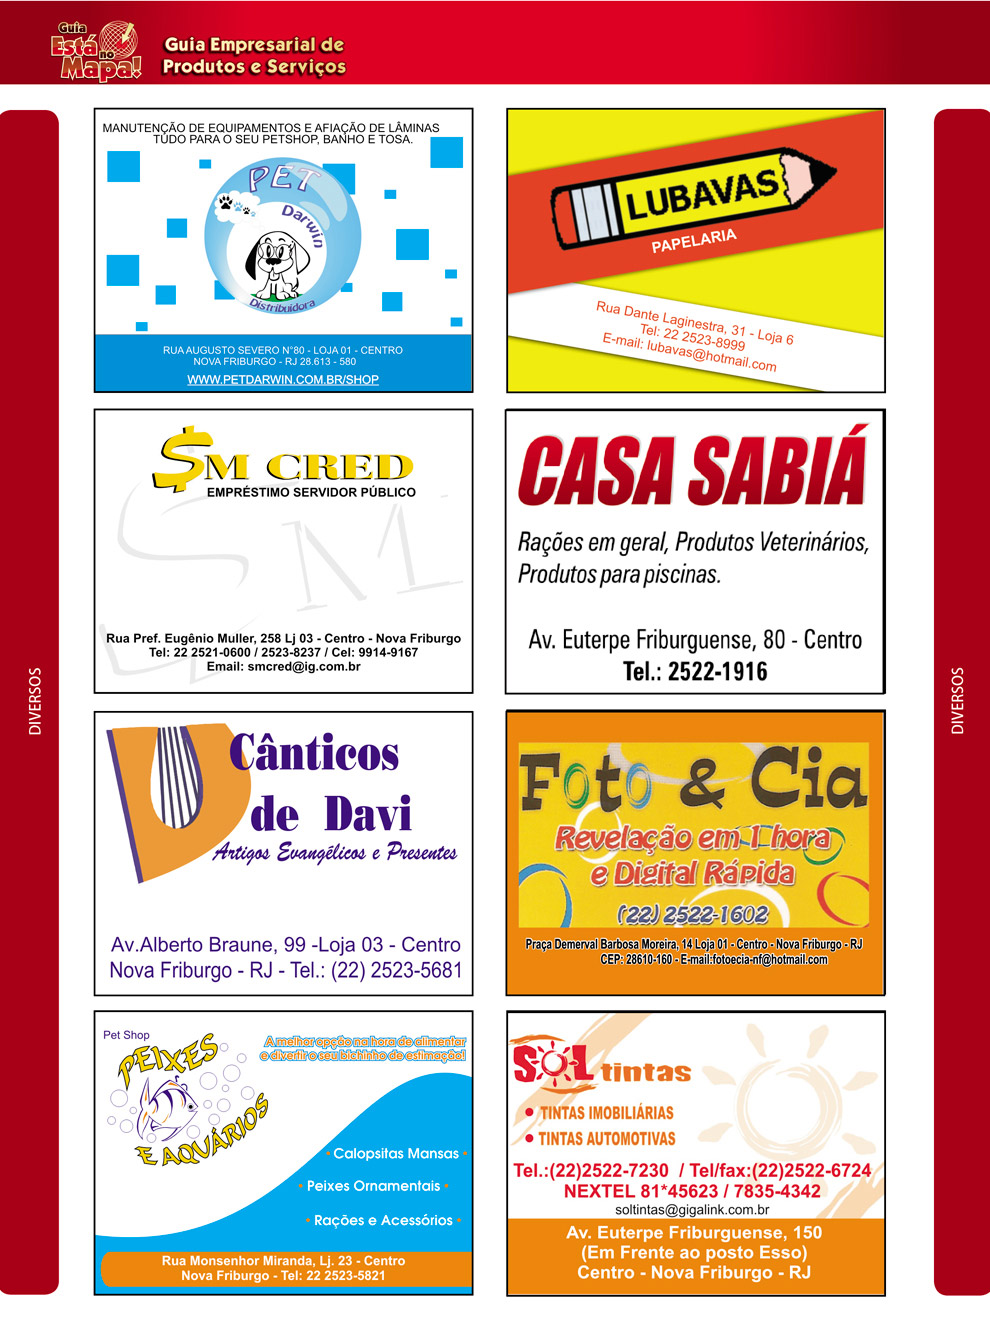 Guia
Está no
Mapa!
Guia Empresarial de
Produtos e Serviços
DIVERSOS
MANUTENÇÃO DE EQUIPAMENTOS E AFIAÇÃO DE LÂMINAS
TUDO PARA O SEU PETSHOP, BANHO E TOSA.
PET
Darwin
Distribuidora
RUA AUGUSTO SEVERO N°80 - LOJA 01 - CENTRO
NOVA FRIBURGO - RJ 28.613 - 580
WWW.PETDARWIN.COM.BR/SHOP
LUBAVAS
PAPELARIA
Rua Dante Laginestra, 31 - Loja 6
Tel: 22 2523-8999
E-mail: lubavas@hotmail.com
$M CRED
EMPRÉSTIMO SERVIDOR PÚBLICO
$M
Rua Pref. Eugênio Muller, 258 Lj 03 - Centro - Nova Friburgo
Tel: 22 2521-0600 / 2523-8237 / Cel: 9914-9167
Email: smcred@ig.com.br
CASA SABIÁ
Rações em geral, Produtos Veterinários,
Produtos para piscinas.
Av. Euterpe Friburguense, 80 - Centro
Tel.: 2522-1916
Cânticos
de Davi
Artigos Evangélicos e Presentes
Av.Alberto Braune, 99 -Loja 03 - Centro
Nova Friburgo - RJ - Tel.: (22) 2523-5681
Foto & Cia
Revelação em 1 hora
e Digital Rápida
(22) 2522-1602
Praça Demerval Barbosa Moreira, 14 Loja 01 - Centro - Nova Friburgo - RJ
CEP: 28610-160 - E-mail:fotoecia-nf@hotmail.com
Pet Shop
PEIXES
E AQUÁRIOS
A melhor opção na hora de alimentar
e divertir o seu bichinho de estimação!
• Calopsitas Mansas •
• Peixes Ornamentais •
• Rações e Acessórios •
Rua Monsenhor Miranda, Lj. 23 - Centro
Nova Friburgo - Tel: 22 2523-5821
SOL tintas
• TINTAS IMOBILIÁRIAS
• TINTAS AUTOMOTIVAS
Tel.:(22)2522-7230 / Tel/fax:(22)2522-6724
NEXTEL 81*45623 / 7835-4342
soltintas@gigalink.com.br
Av. Euterpe Friburguense, 150
(Em Frente ao posto Esso)
Centro - Nova Friburgo - RJ
DIVERSOS